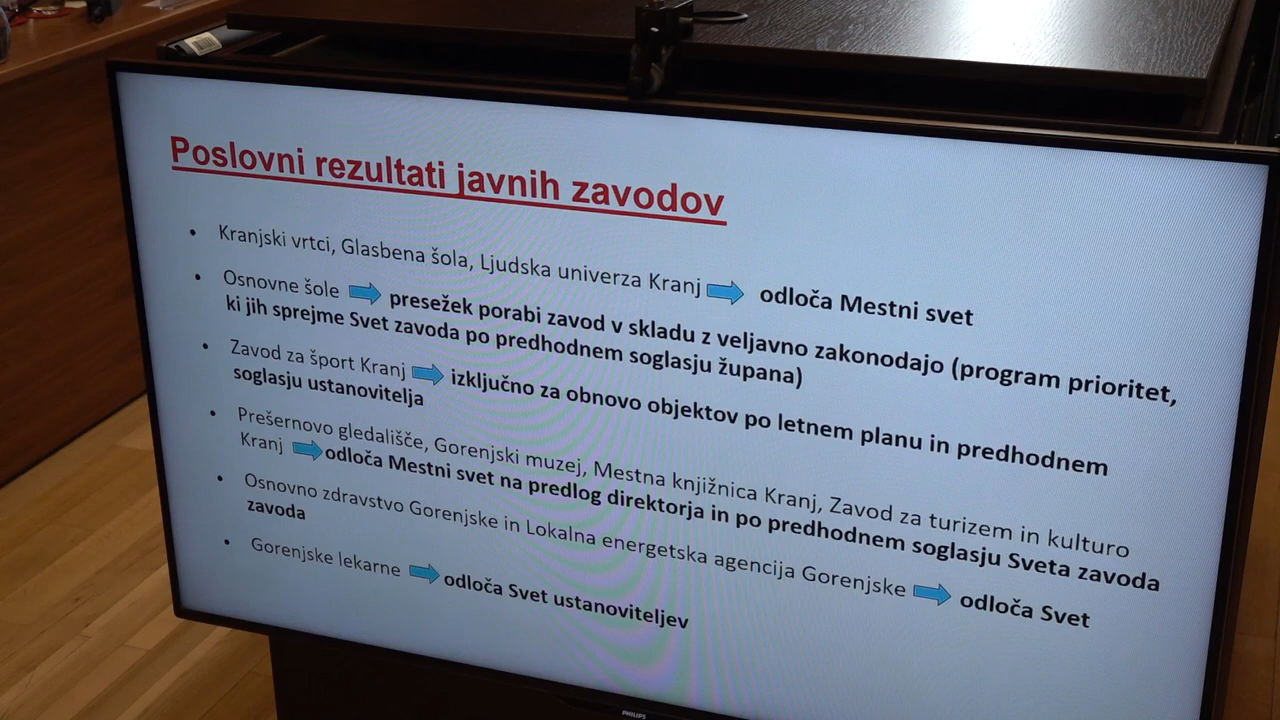 Poslovni rezultati javnih zavodov
• Kranjski vrtci, Glasbena šola, Ljudska univerza Kranj odloča Mestni svet
• Osnovne šole presežek porabi zavod v skladu z veljavno zakonodajo (program prioritet,
ki jih sprejme Svet zavoda po predhodnem soglasju župana)
• Zavod za šport Kranj izključno za obnovo objektov po letnem planu in predhodnem
soglasju ustanovitelja
• Prešernovo gledališče, Gorenjski muzej, Mestna knjižnica Kranj, Zavod za turizem in kulturo
Kranj odloča Mestni svet na predlog direktorja in po predhodnem soglasju Sveta zavoda
• Osnovno zdravstvo Gorenjske in Lokalna energetska agencija Gorenjske odloča Svet
zavoda
• Gorenjske lekarne odloča Svet ustanoviteljev
PHILIPS